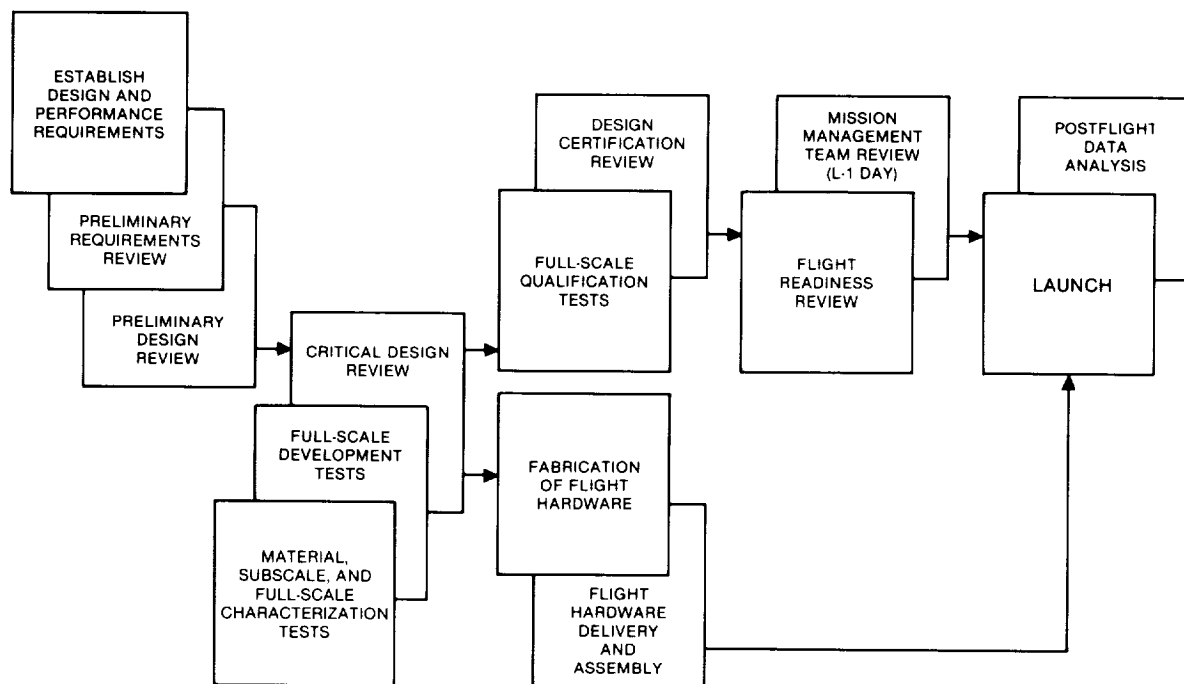 ESTABLISH
DESIGN AND
PERFORMANCE
REQUIREMENTS
PRELIMINARY
REQUIREMENTS
REVIEW
PRELIMINARY
DESIGN
REVIEW
CRITICAL DESIGN
REVIEW
FULL-SCALE
DEVELOPMENT
TESTS
MATERIAL,
SUBSCALE, AND
FULL-SCALE
CHARACTERIZATION
TESTS
DESIGN
CERTIFICATION
REVIEW
FULL-SCALE
QUALIFICATION
TESTS
FABRICATION
OF FLIGHT
HARDWARE
FLIGHT
HARDWARE
DELIVERY
AND
ASSEMBLY
MISSION
MANAGEMENT
TEAM REVIEW
(L-1 DAY)
FLIGHT
READINESS
REVIEW
POSTFLIGHT
DATA
ANALYSIS
LAUNCH